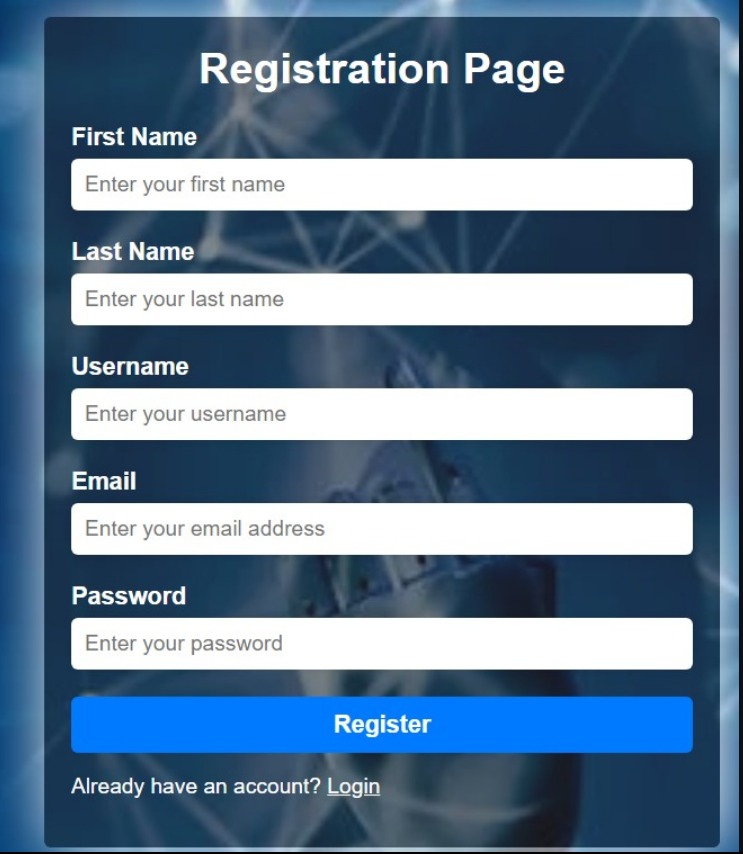 Registration Page
First Name
Enter your first name
Last Name
Enter your last name
Username
Enter your username
Email
Enter your email address
Password
Enter your password
Register
Already have an account? Login